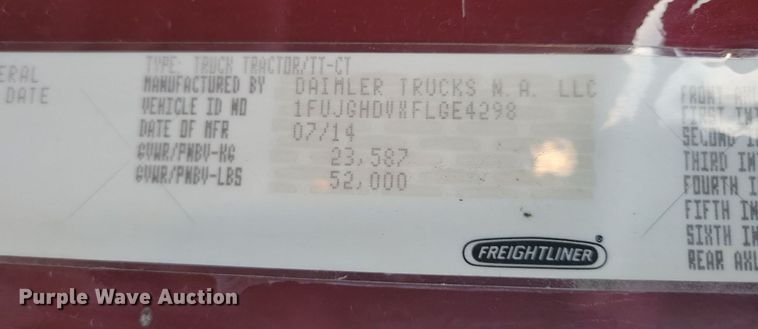 ERAL
DATE
TYPE: TRUCK TRACTOR/TT-CT
MANUFACTURED BY DAIMLER TRUCKS N.A. LLC
VEHICLE ID NO 1FUJGHDVXFLGE4298
DATE OF MFR 07/14
GVWR/PNBV-KG 23,587
GVWR/PNBV-LBS 52,000
FREIGHTLINER®
FRONT
FIRST INT
SECOND I
THIRD IN
FOURTH I
FIFTH IN
SIXTH IN
REAR AXL
Purple Wave Auction